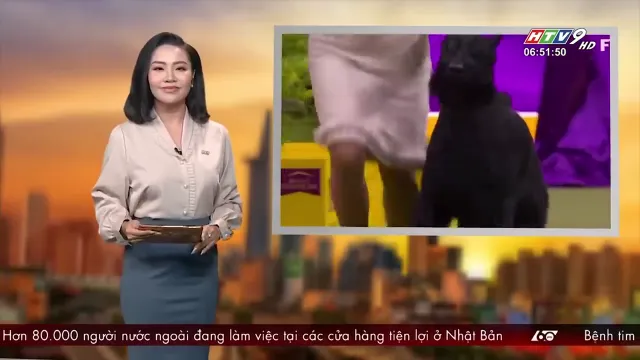 HTV9 HD
06:51:50
F
Hơn 80.000 người nước ngoài đang làm việc tại các cửa hàng tiện lợi ở Nhật Bản
60
Bệnh tim